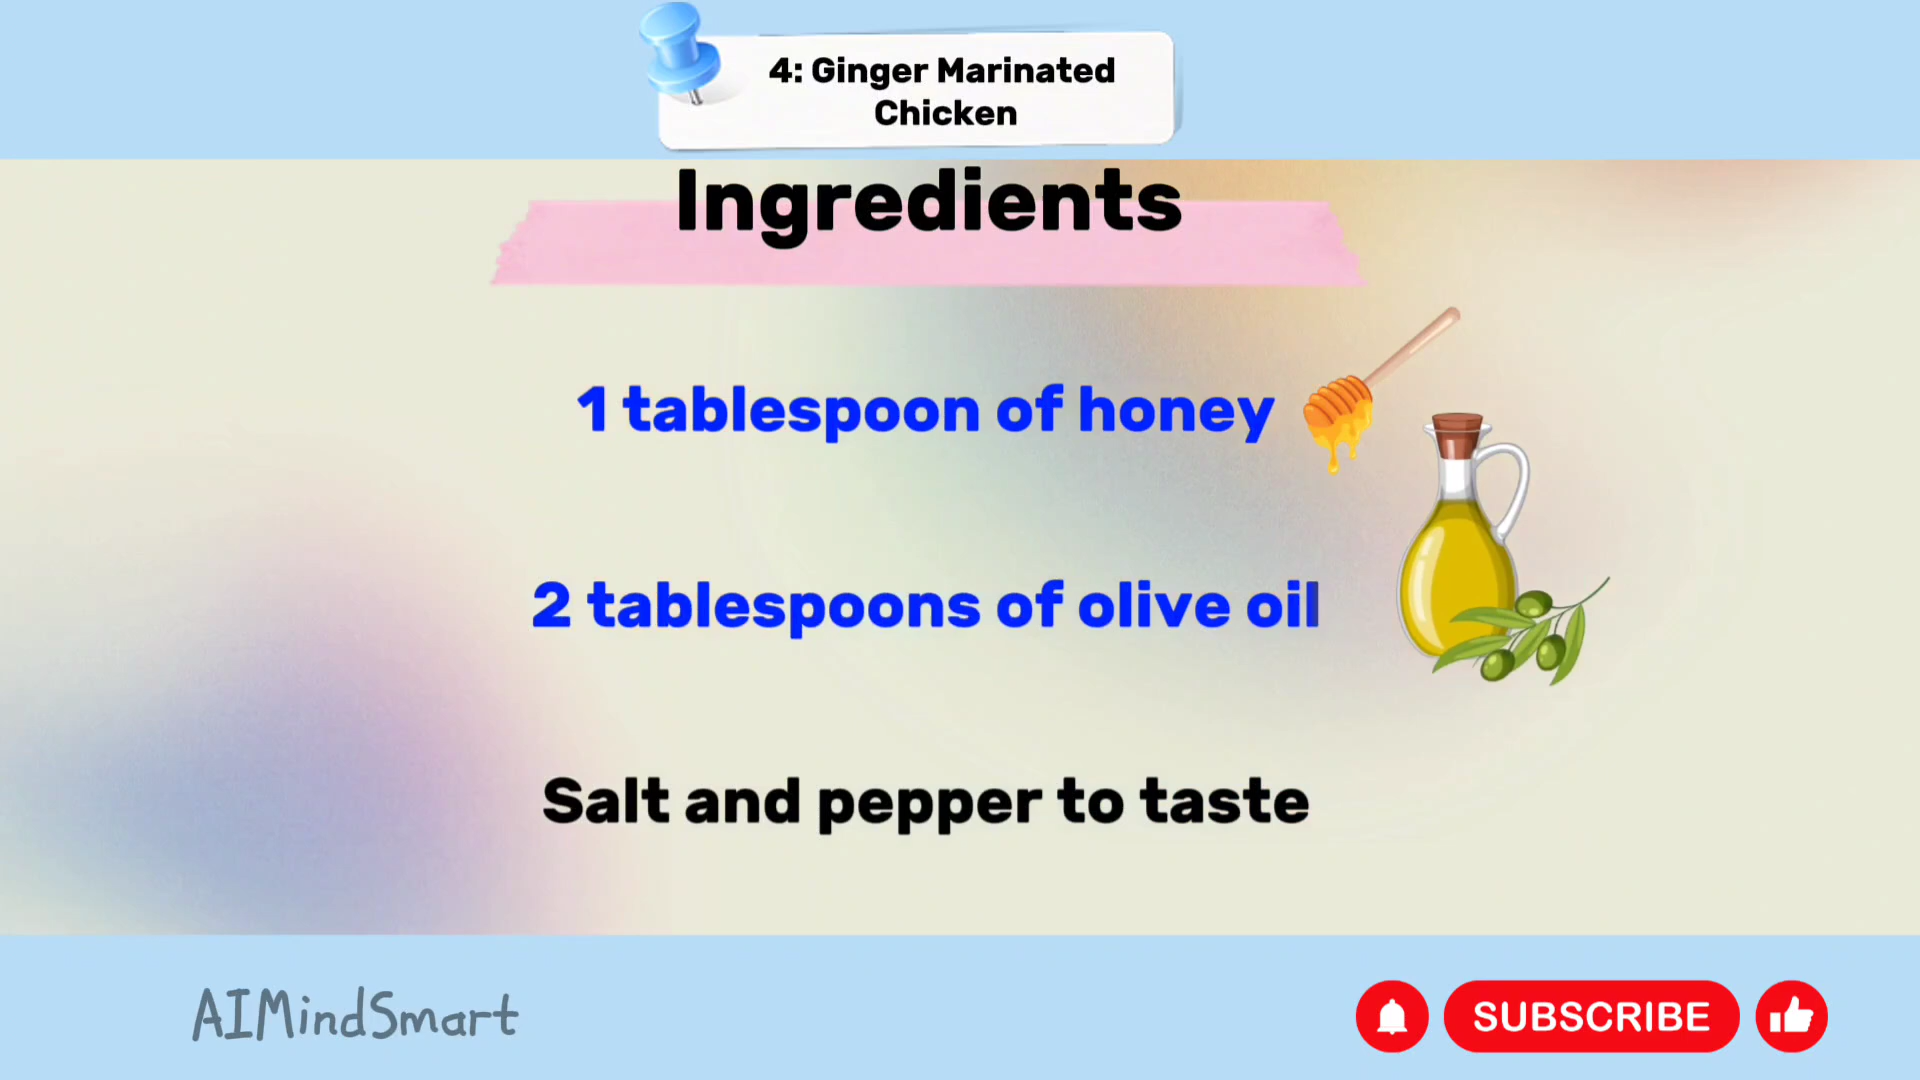 4: Ginger Marinated
Chicken
Ingredients
1 tablespoon of honey
2 tablespoons of olive oil
Salt and pepper to taste
AIMindSmart
SUBSCRIBE